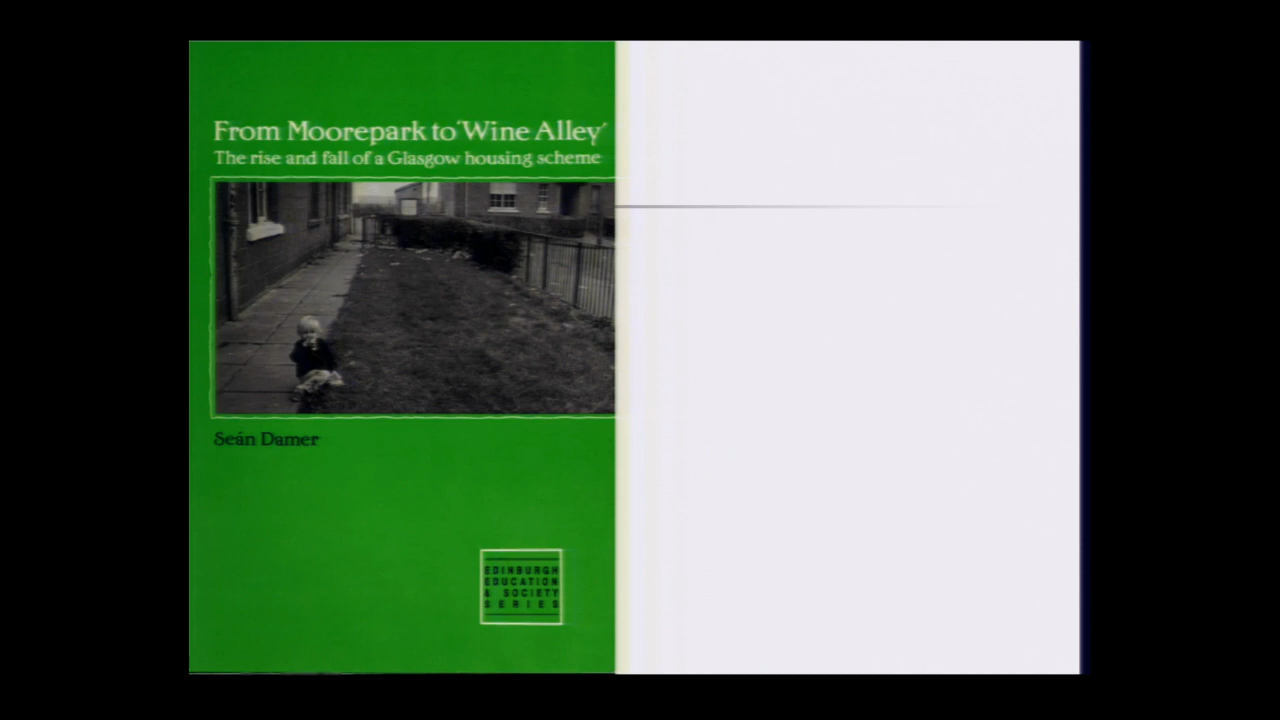 From Moorepark to 'Wine Alley'
The rise and fall of a Glasgow housing scheme
Seán Damer
EDINBURGH
EDUCATION
& SOCIETY
SERIES